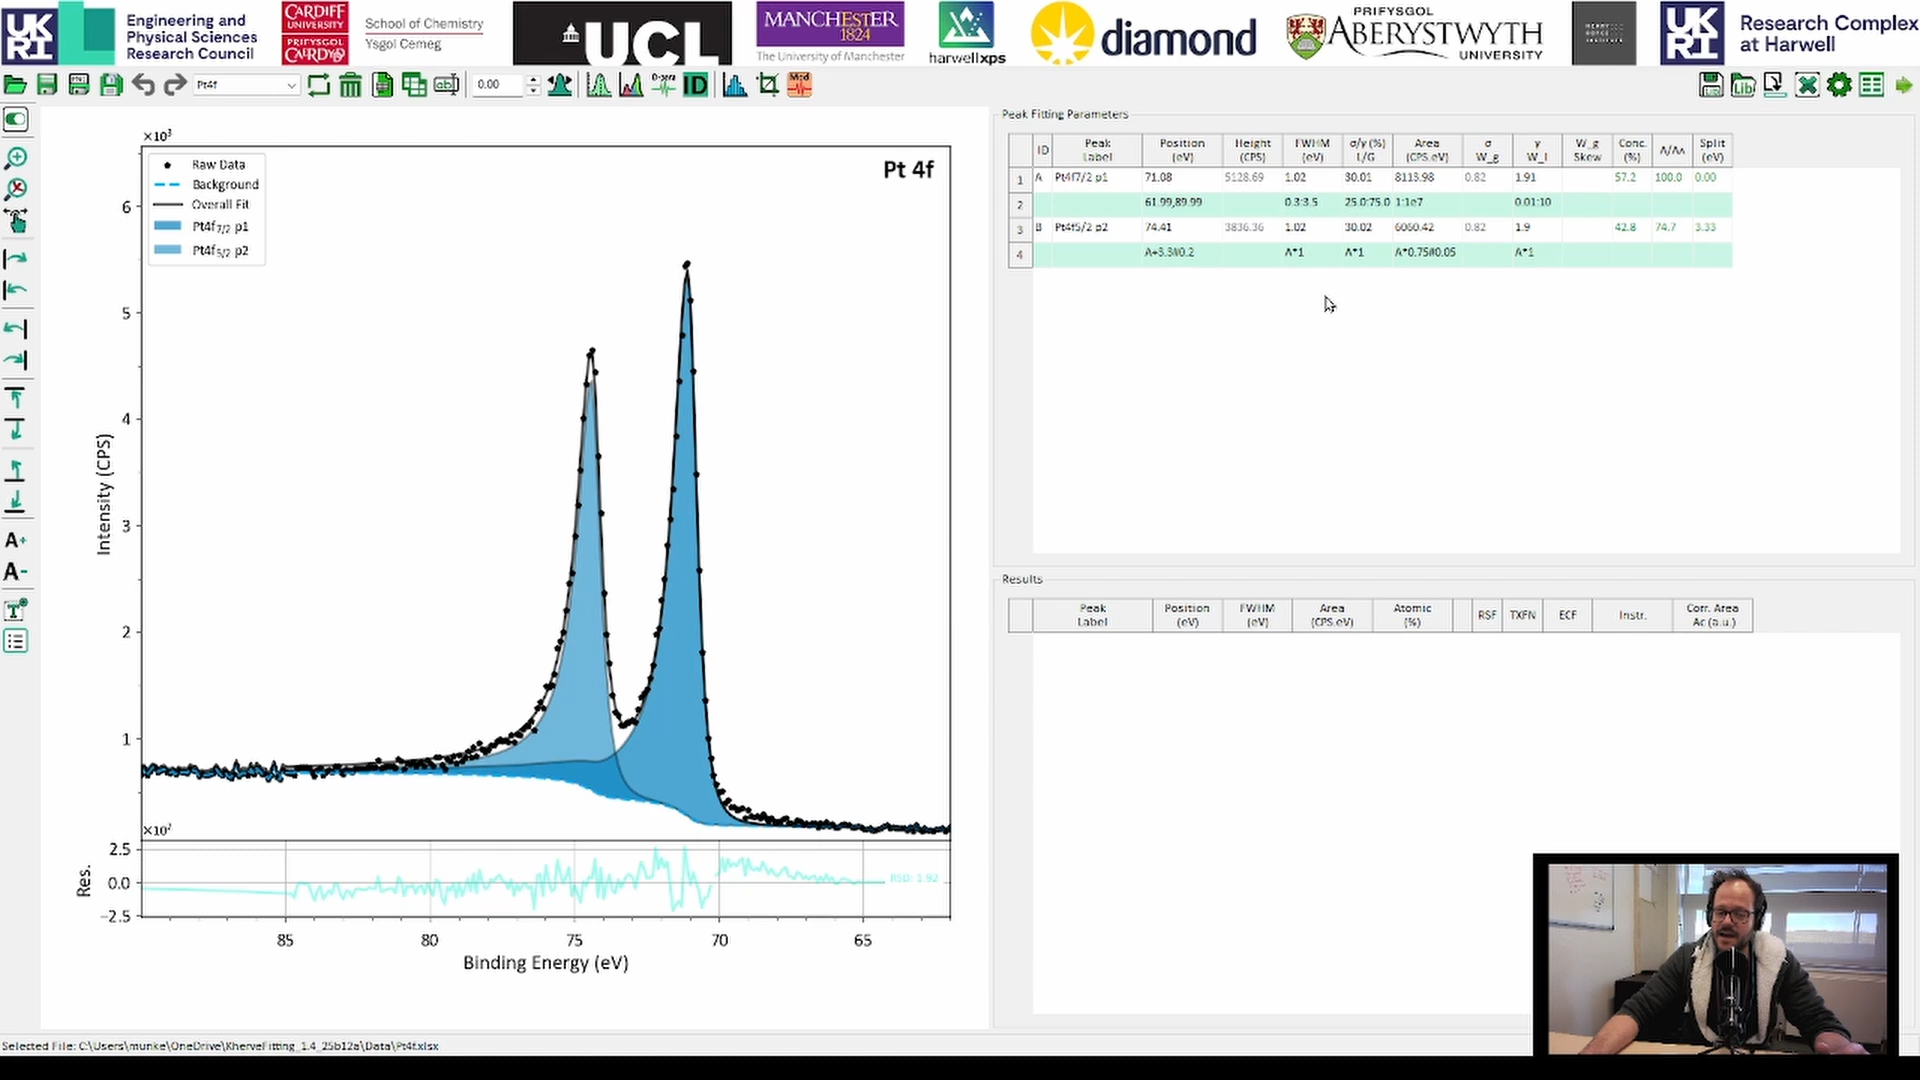 UKRI
Engineering and
Physical Sciences
Research Council
CARDIFF
UNIVERSITY
PRIFYSGOL
CAERDYDD
School of Chemistry
Ysgol Cemeg
UCL
MANCHESTER
1824
The University of Manchester
harwellxps
diamond
PRIFYSGOL
ABERYSTWYTH
UNIVERSITY
UKRI
Research Complex
at Harwell
Pt4f
0.00
ID
Med
Lib
Peak Fitting Parameters
ID
Peak Label
Position (eV)
Height (CPS)
FWHM (eV)
σ/γ (%) L/G
Area (CPS.eV)
σ W_g
γ W_l
W_g Skew
Conc. (%)
A/Aᴀ
Split (eV)
1 A Pt4f7/2 p1 71.08 5128.69 1.02 30.01 8113.98 0.82 1.91 57.2 100.0 0.00
2 61.99,89.99 0.3:3.5 25.0:75.0 1:1e7 0.01:10
3 B Pt4f5/2 p2 74.41 3836.36 1.02 30.02 6060.42 0.82 1.9 42.8 74.7 3.33
4 A+3.3#0.2 A*1 A*1 A*0.75#0.05 A*1
×10³
Raw Data
Background
Overall Fit
Pt4f7/2 p1
Pt4f5/2 p2
Pt 4f
6
5
4
3
2
1
Intensity (CPS)
×10²
2.5
0.0
−2.5
Res.
RSD: 1.92
85 80 75 70 65
Binding Energy (eV)
A+
A-
T
Results
Peak Label
Position (eV)
FWHM (eV)
Area (CPS.eV)
Atomic (%)
RSF
TXFN
ECF
Instr.
Corr. Area Ac (a.u.)
Selected File: C:\Users\munke\OneDrive\KherveFitting_1.4_25b12a\Data\Pt4f.xlsx